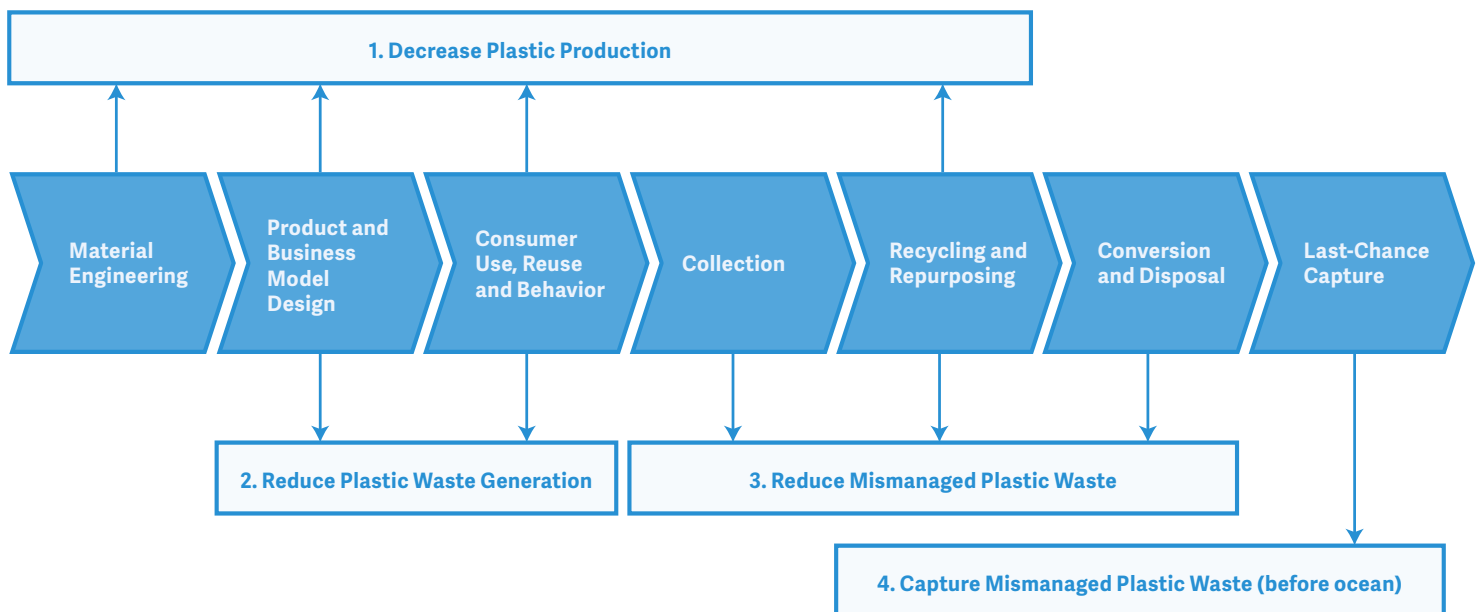 1. Decrease Plastic Production
Material
Engineering
Product and
Business
Model
Design
Consumer
Use, Reuse
and Behavior
Collection
Recycling and
Repurposing
Conversion
and Disposal
Last-Chance
Capture
2. Reduce Plastic Waste Generation
3. Reduce Mismanaged Plastic Waste
4. Capture Mismanaged Plastic Waste (before ocean)